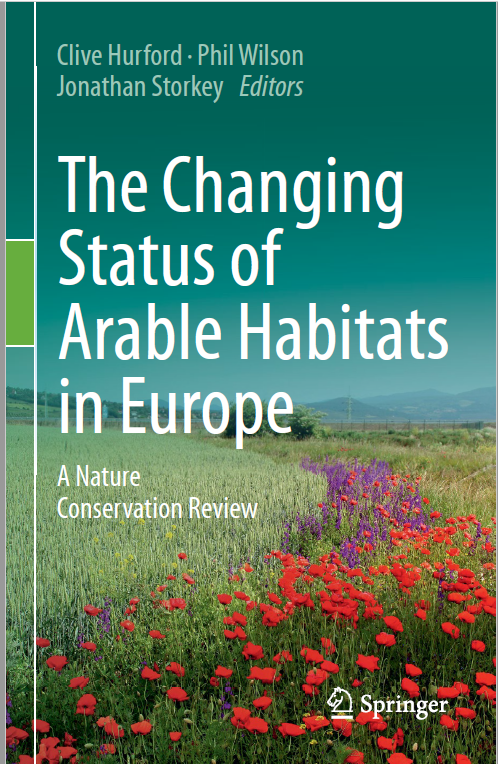 Clive Hurford · Phil Wilson
Jonathan Storkey Editors
The Changing
Status of
Arable Habitats
in Europe
A Nature
Conservation Review
Springer